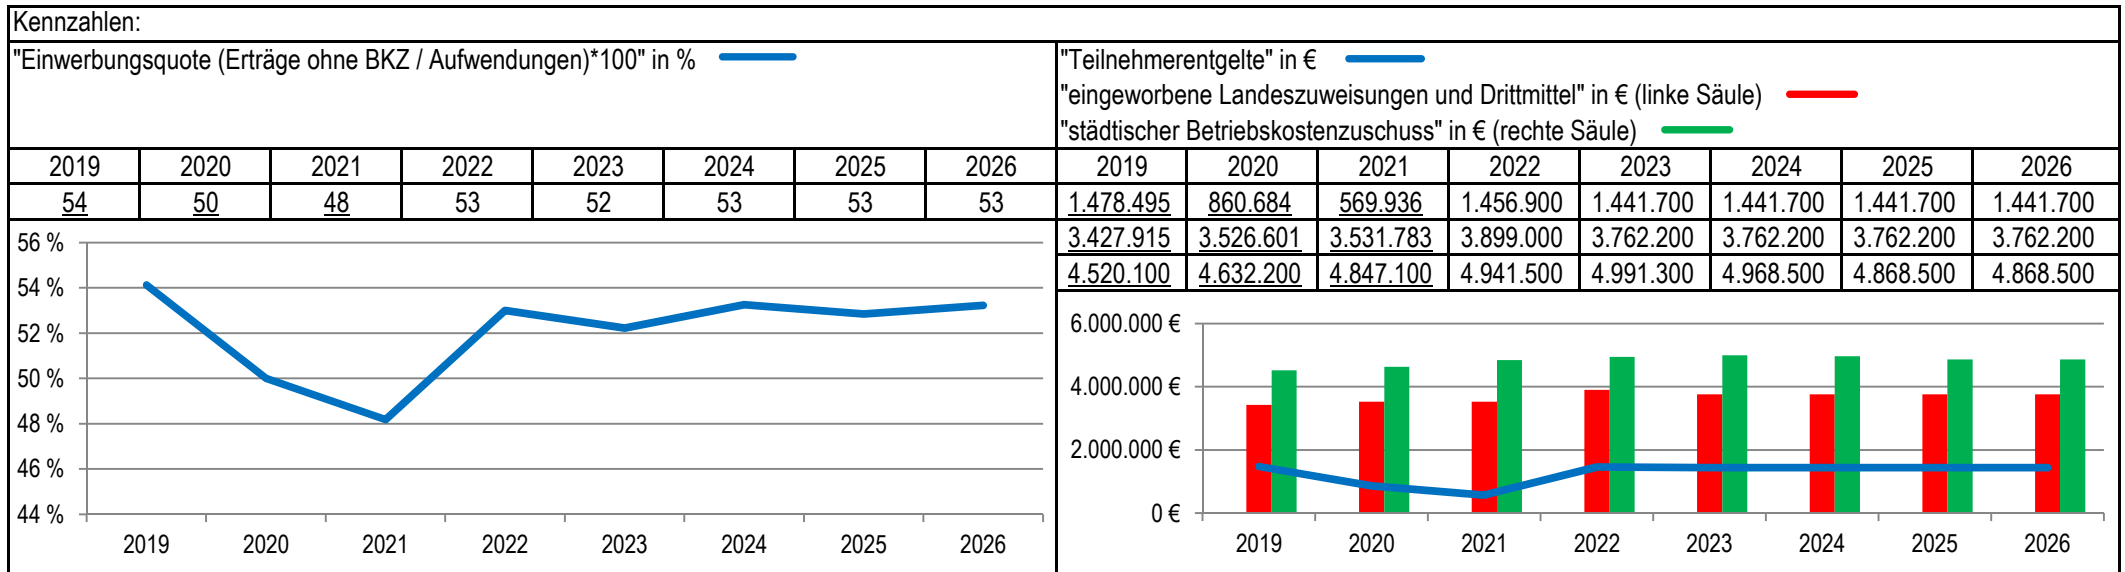 Kennzahlen:
"Einwerbungsquote (Erträge ohne BKZ / Aufwendungen)*100" in %
2019 2020 2021 2022 2023 2024 2025 2026
54 50 48 53 52 53 53 53
56 %
54 %
52 %
50 %
48 %
46 %
44 %
2019 2020 2021 2022 2023 2024 2025 2026
"Teilnehmerentgelte" in €
"eingeworbene Landeszuweisungen und Drittmittel" in € (linke Säule)
"städtischer Betriebskostenzuschuss" in € (rechte Säule)
2019 2020 2021 2022 2023 2024 2025 2026
1.478.495 860.684 569.936 1.456.900 1.441.700 1.441.700 1.441.700 1.441.700
3.427.915 3.526.601 3.531.783 3.899.000 3.762.200 3.762.200 3.762.200 3.762.200
4.520.100 4.632.200 4.847.100 4.941.500 4.991.300 4.968.500 4.868.500 4.868.500
6.000.000 €
4.000.000 €
2.000.000 €
0 €
2019 2020 2021 2022 2023 2024 2025 2026